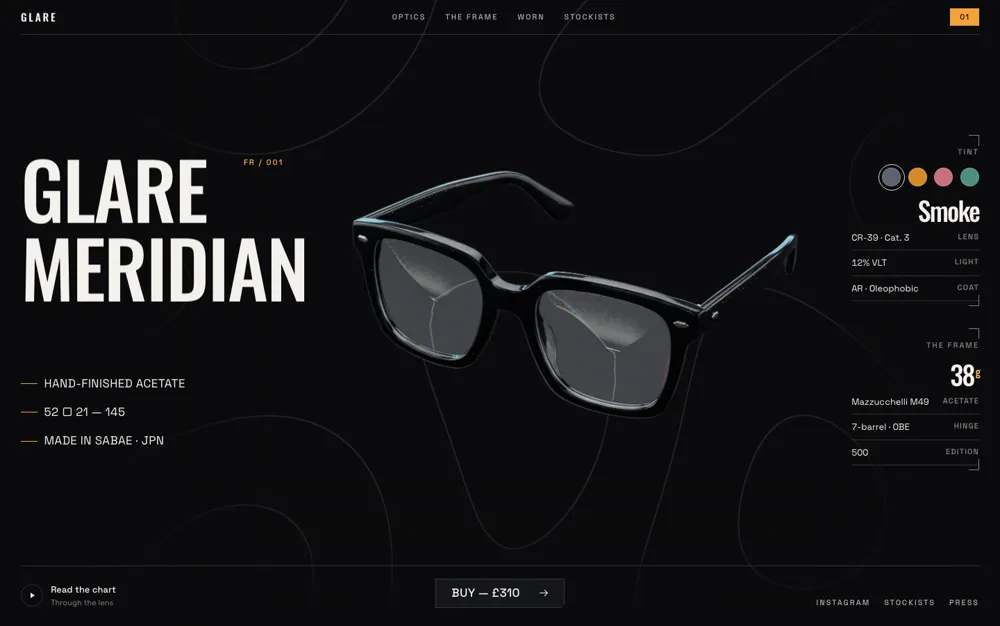 GLARE
OPTICS THE FRAME WORN STOCKISTS
01
GLARE
MERIDIAN
FR / 001
HAND-FINISHED ACETATE
52 □ 21 — 145
MADE IN SABAE · JPN
TINT
Smoke
CR-39 · Cat. 3 LENS
12% VLT LIGHT
AR · Oleophobic COAT
THE FRAME
38g
Mazzucchelli M49 ACETATE
7-barrel · OBE HINGE
500 EDITION
Read the chart
Through the lens
BUY — £310 →
INSTAGRAM STOCKISTS PRESS